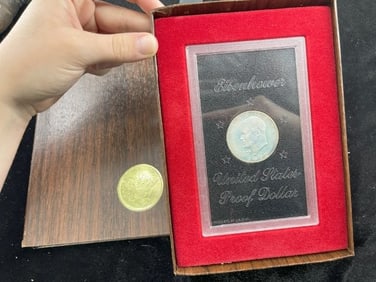 Eisenhower
United States
Proof Dollar